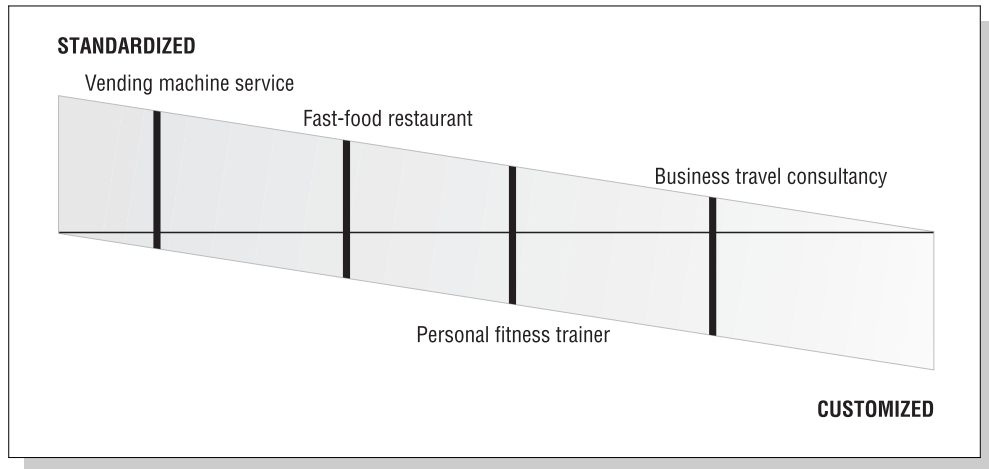 STANDARDIZED
Vending machine service
Fast-food restaurant
Business travel consultancy
Personal fitness trainer
CUSTOMIZED